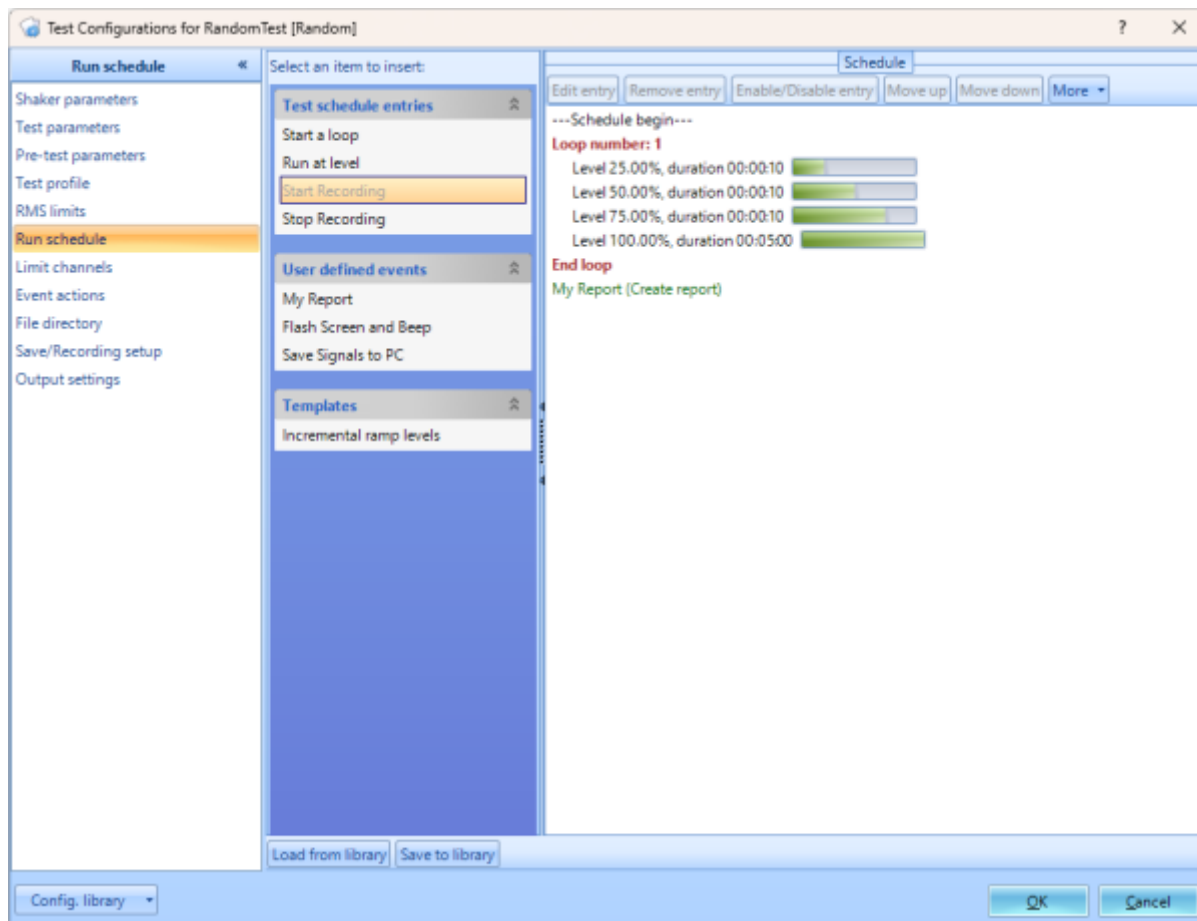 Test Configurations for RandomTest [Random]
?
Run schedule
«
Shaker parameters
Test parameters
Pre-test parameters
Test profile
RMS limits
Run schedule
Limit channels
Event actions
File directory
Save/Recording setup
Output settings
Select an item to insert:
Test schedule entries
Start a loop
Run at level
Start Recording
Stop Recording
User defined events
My Report
Flash Screen and Beep
Save Signals to PC
Templates
Incremental ramp levels
Schedule
Edit entry Remove entry Enable/Disable entry Move up Move down More
---Schedule begin---
Loop number: 1
Level 25.00%, duration 00:00:10
Level 50.00%, duration 00:00:10
Level 75.00%, duration 00:00:10
Level 100.00%, duration 00:05:00
End loop
My Report (Create report)
Load from library Save to library
Config. library
OK Cancel